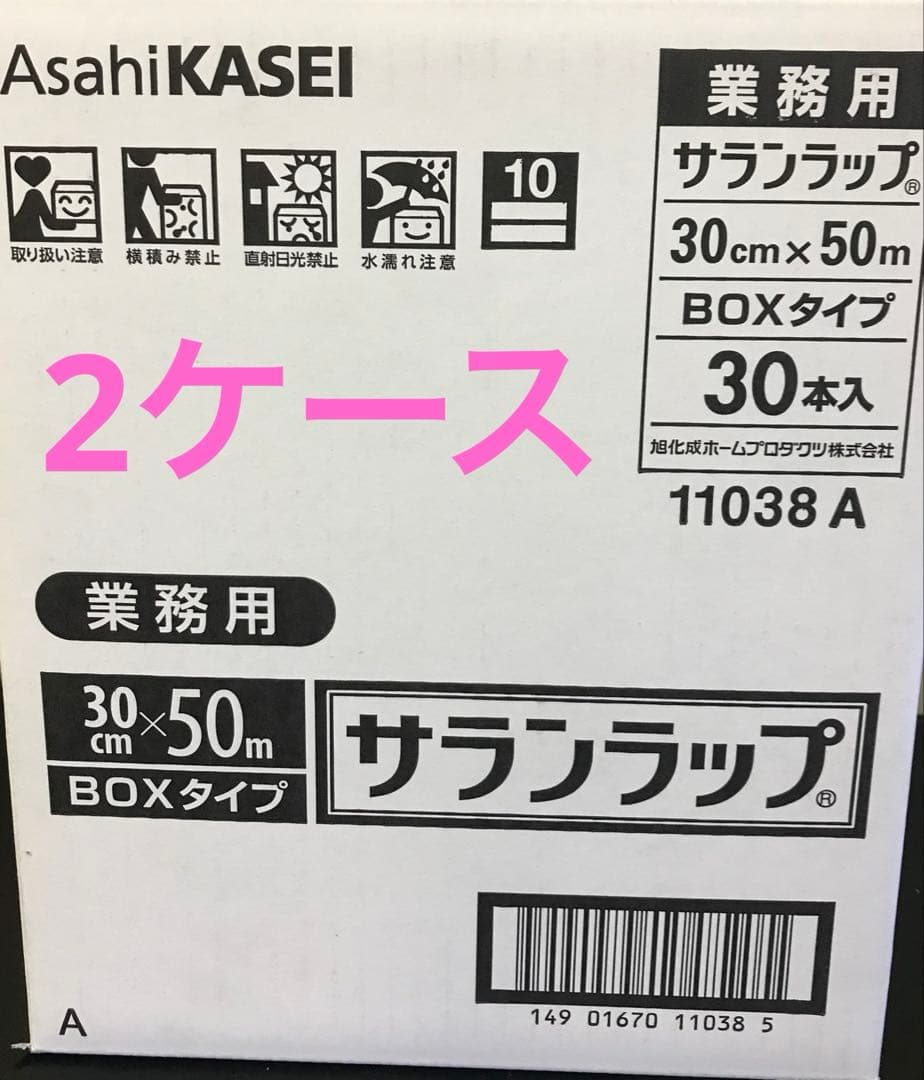 AsahiKASEI
取り扱い注意
横積み禁止
直射日光禁止
水濡れ注意
10
業務用
サランラップ®
30cm×50m
BOXタイプ
30本入
旭化成ホームプロダクツ株式会社
11038 A
2ケース
業務用
30cm×50m
BOXタイプ
サランラップ®
149 01670 11038 5
A